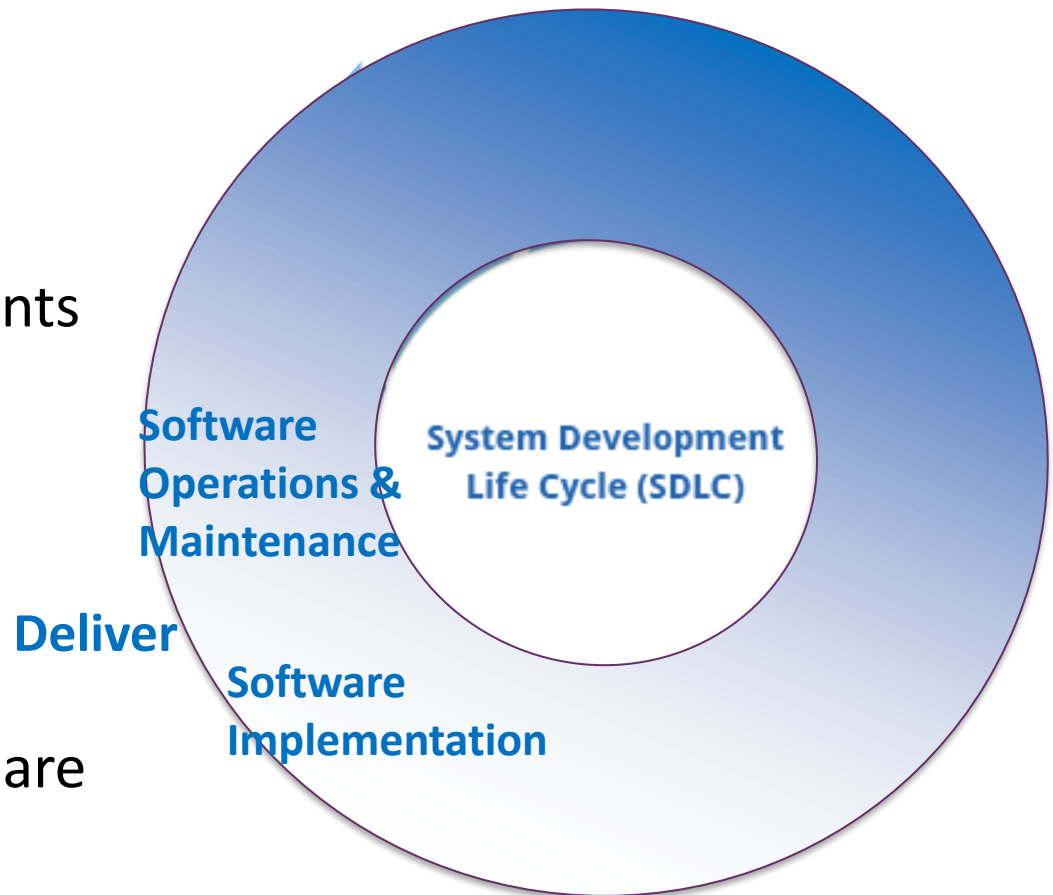 nts
Software
Operations &
Maintenance
System Development
Life Cycle (SDLC)
Deliver
Software
Implementation
are